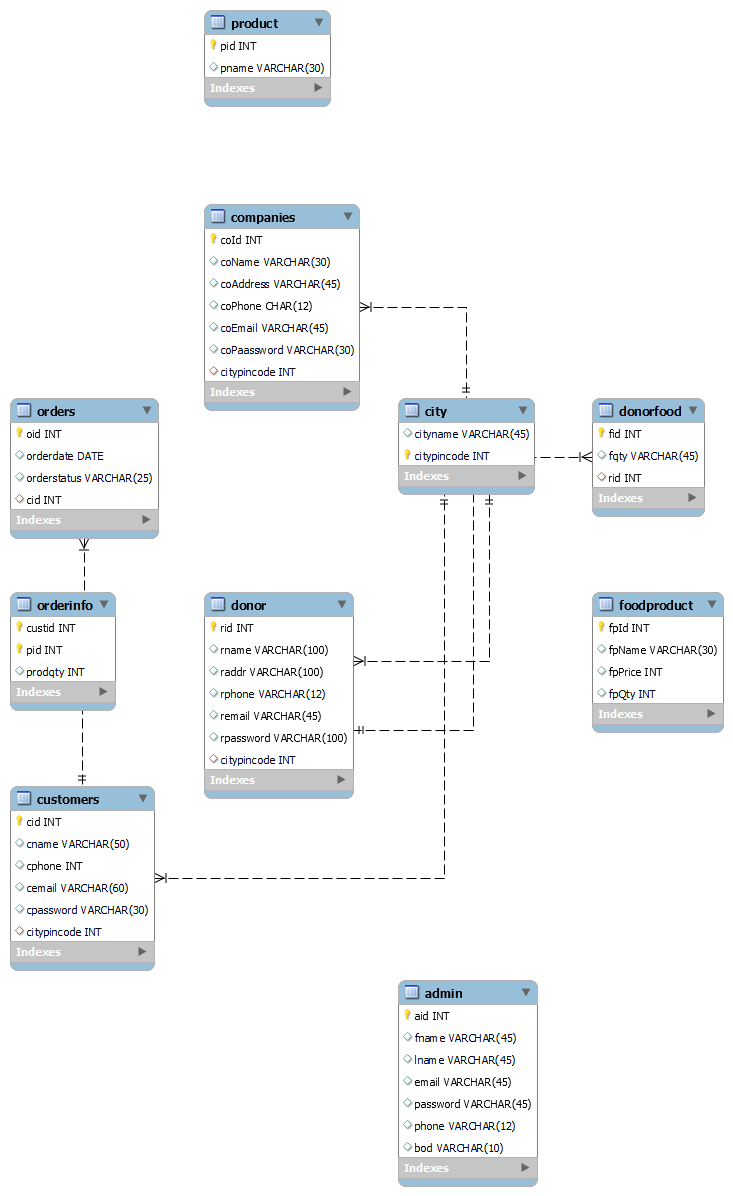 product
pid INT
pname VARCHAR(30)
Indexes
companies
coId INT
coName VARCHAR(30)
coAddress VARCHAR(45)
coPhone CHAR(12)
coEmail VARCHAR(45)
coPaassword VARCHAR(30)
citypincode INT
Indexes
orders
oid INT
orderdate DATE
orderstatus VARCHAR(25)
cid INT
Indexes
city
cityname VARCHAR(45)
citypincode INT
Indexes
donorfood
fid INT
fqty VARCHAR(45)
rid INT
Indexes
orderinfo
custid INT
pid INT
prodqty INT
Indexes
donor
rid INT
rname VARCHAR(100)
raddr VARCHAR(100)
rphone VARCHAR(12)
remail VARCHAR(45)
rpassword VARCHAR(100)
citypincode INT
Indexes
foodproduct
fpId INT
fpName VARCHAR(30)
fpPrice INT
fpQty INT
Indexes
customers
cid INT
cname VARCHAR(50)
cphone INT
cemail VARCHAR(60)
cpassword VARCHAR(30)
citypincode INT
Indexes
admin
aid INT
fname VARCHAR(45)
lname VARCHAR(45)
email VARCHAR(45)
password VARCHAR(45)
phone VARCHAR(12)
bod VARCHAR(10)
Indexes